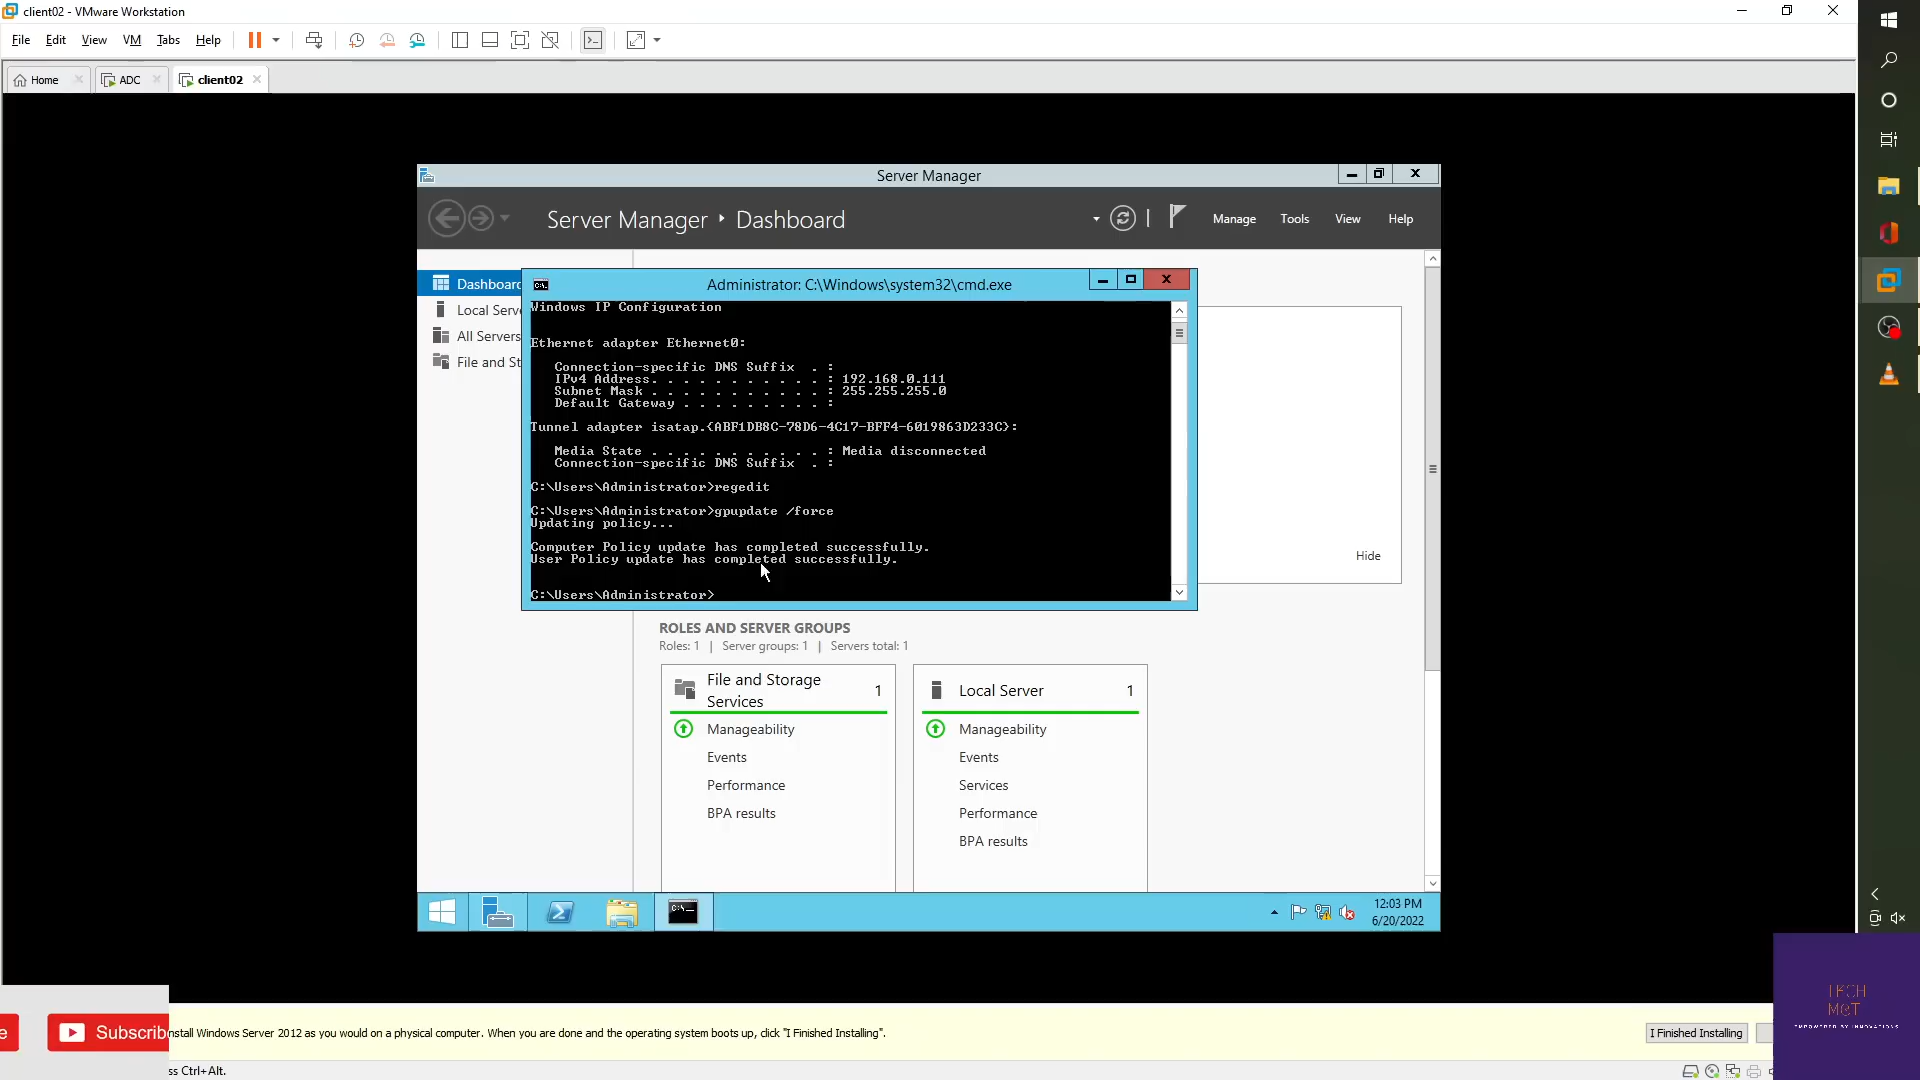 client02 - VMware Workstation
File Edit View VM Tabs Help
Home ADC client02
Server Manager
Server Manager Dashboard
Manage Tools View Help
Dashboard
Local Serve
All Servers
File and St
Administrator: C:\Windows\system32\cmd.exe
Windows IP Configuration
Ethernet adapter Ethernet0:
Connection-specific DNS Suffix . :
IPv4 Address. . . . . . . . . . . : 192.168.0.111
Subnet Mask . . . . . . . . . . . : 255.255.255.0
Default Gateway . . . . . . . . . :
Tunnel adapter isatap.{ABF1DB8C-78D6-4C17-BFF4-6019863D233C}:
Media State . . . . . . . . . . . : Media disconnected
Connection-specific DNS Suffix . :
C:\Users\Administrator>regedit
C:\Users\Administrator>gpupdate /force
Updating policy...
Computer Policy update has completed successfully.
User Policy update has completed successfully.
C:\Users\Administrator>
Hide
ROLES AND SERVER GROUPS
Roles: 1 | Server groups: 1 | Servers total: 1
File and Storage
Services 1
Manageability
Events
Performance
BPA results
Local Server 1
Manageability
Events
Services
Performance
BPA results
12:03 PM
6/20/2022
e
Subscrib
nstall Windows Server 2012 as you would on a physical computer. When you are done and the operating system boots up, click "I Finished Installing".
I Finished Installing
ss Ctrl+Alt.
TECH
EMPOWERED BY INNOVATIONS